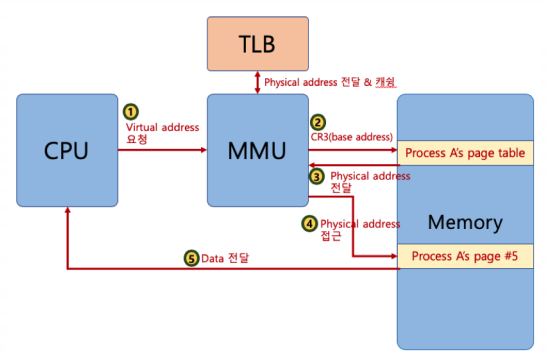 TLB
Physical address 전달 & 캐슁
CPU
1
Virtual address
요청
MMU
2
CR3(base address)
Process A's page table
3
Physical address
전달
4
Physical address
접근
Memory
Process A's page #5
5
Data 전달